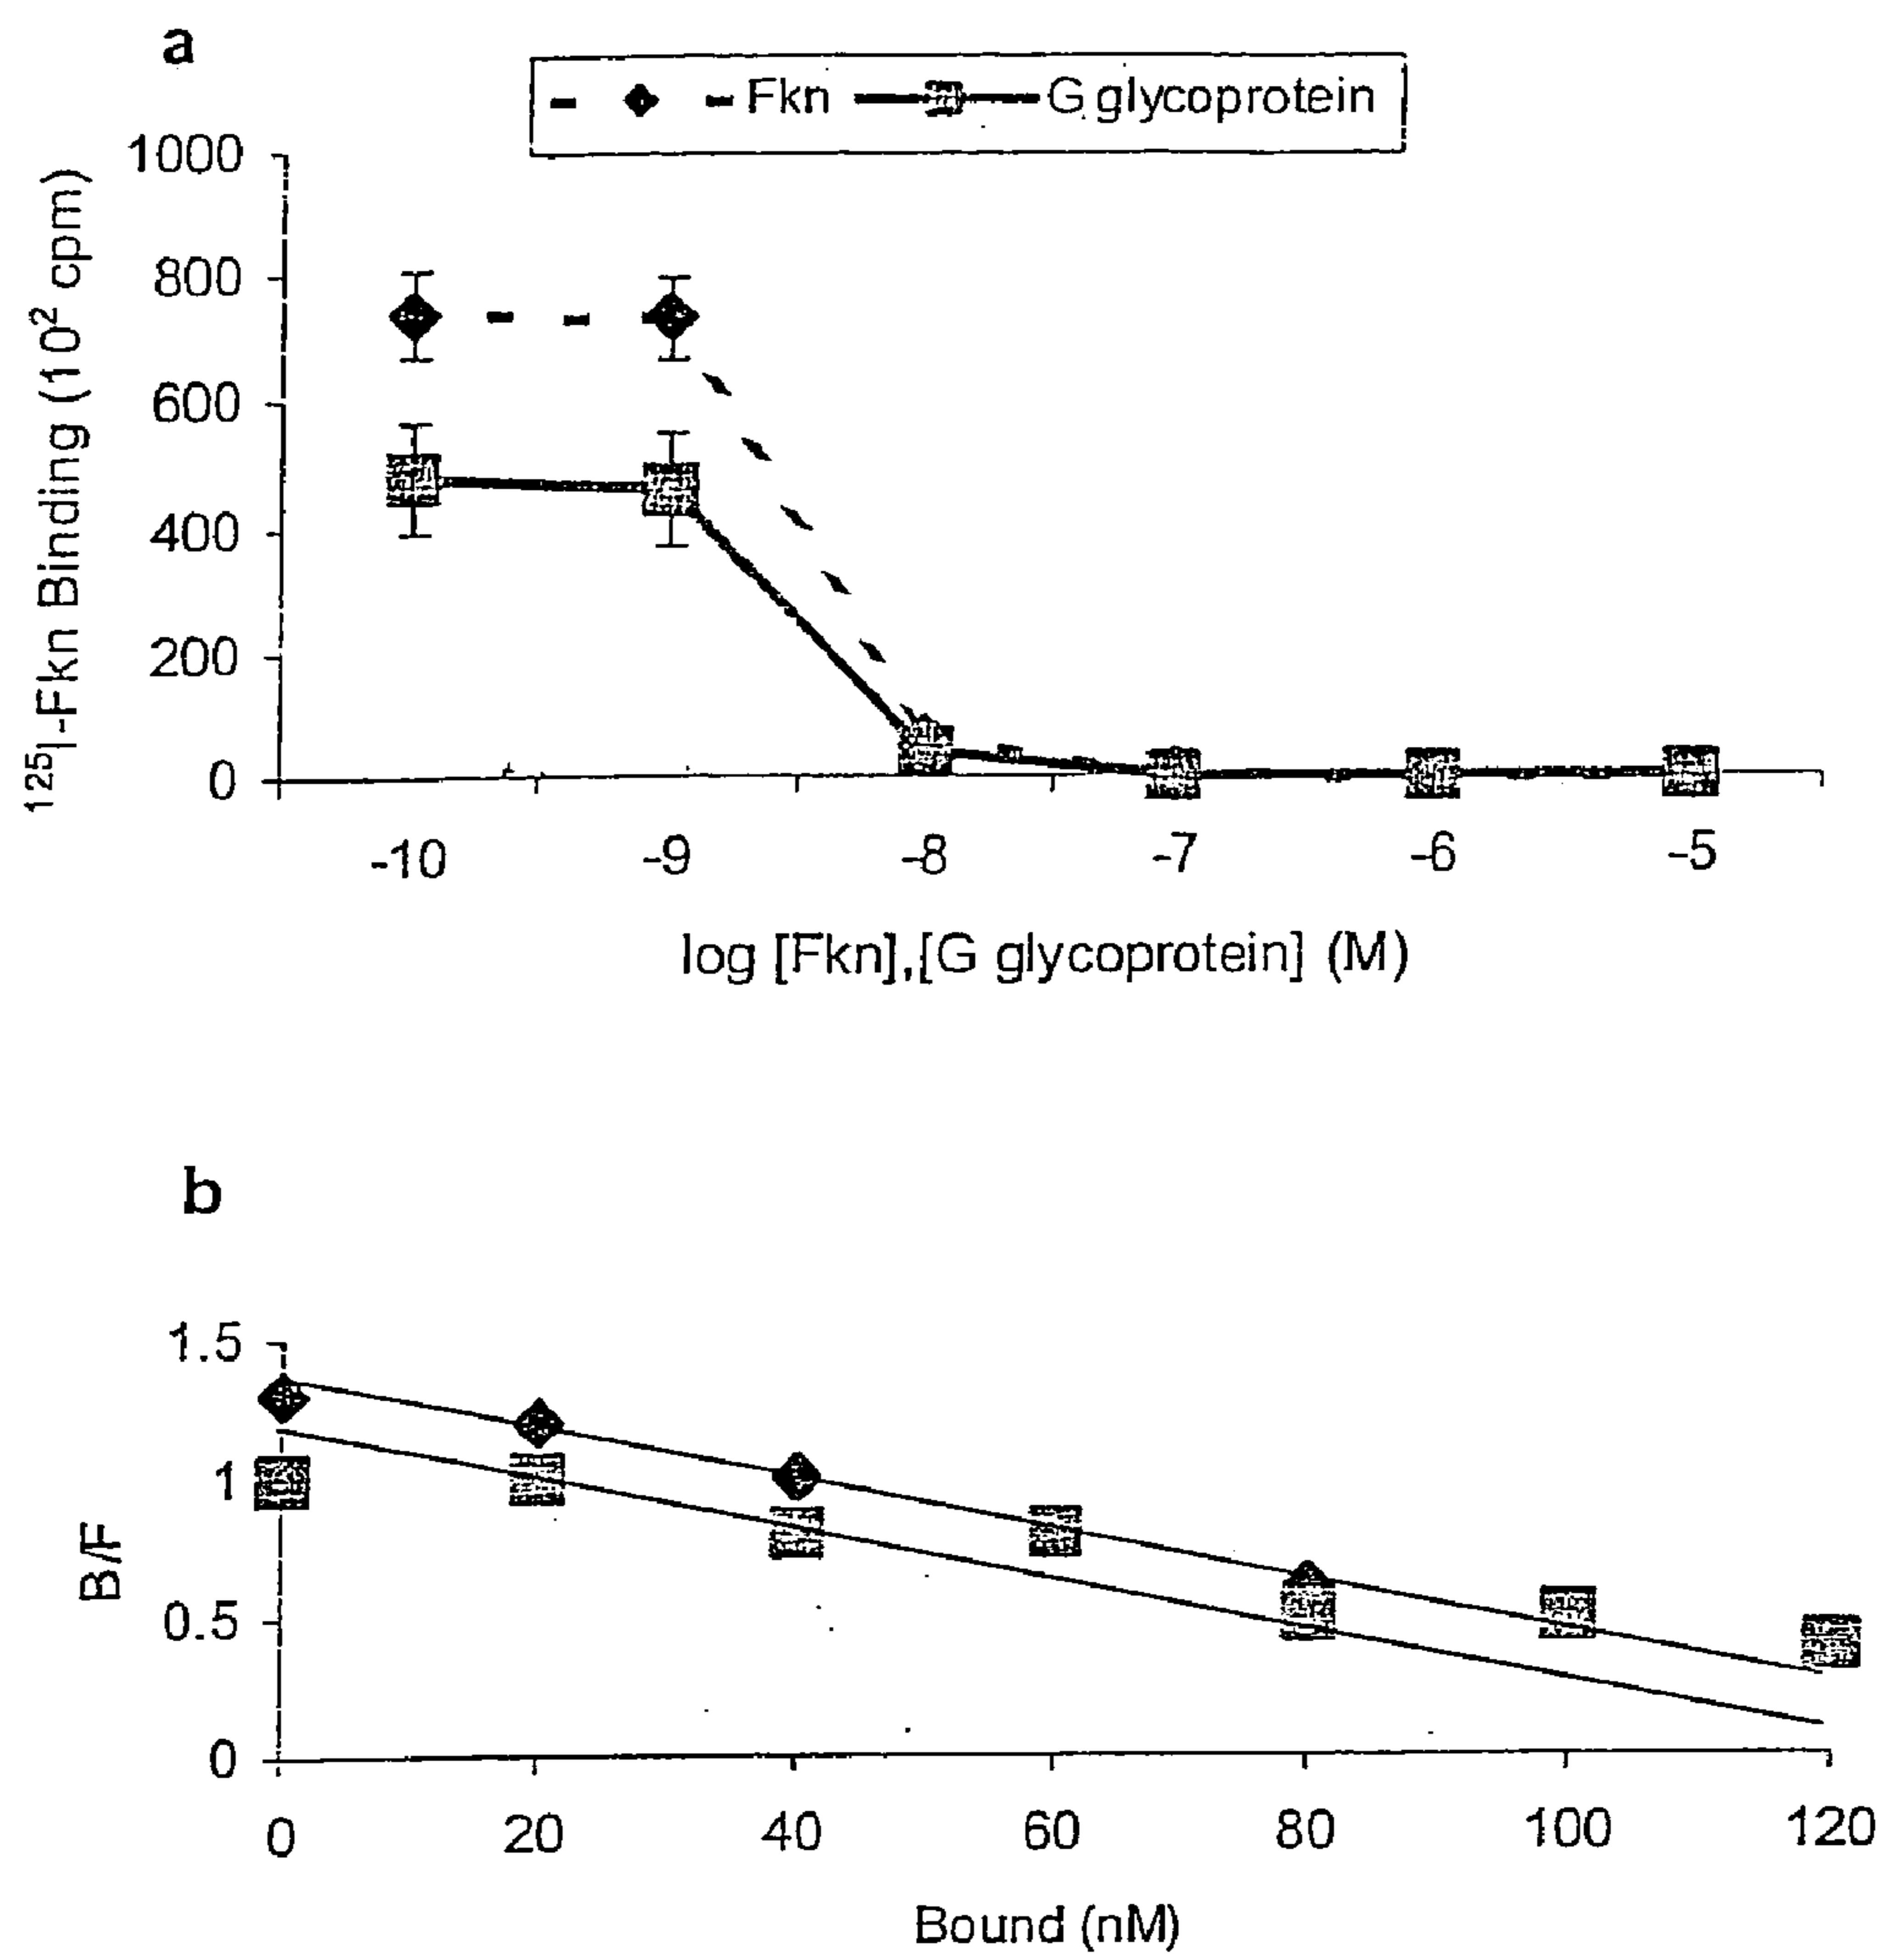 a
Fkn G glycoprotein
1000
800
600
400
200
0
¹²⁵I-Fkn Binding (10² cpm)
-10 -9 -8 -7 -6 -5
log [Fkn],[G glycoprotein] (M)
b
1.5
1
0.5
0
B/F
0 20 40 60 80 100 120
Bound (nM)